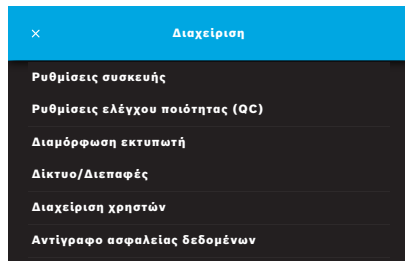 Διαχείριση
Ρυθμίσεις συσκευής
Ρυθμίσεις ελέγχου ποιότητας (QC)
Διαμόρφωση εκτυπωτή
Δίκτυο/Διεπαφές
Διαχείριση χρηστών
Αντίγραφο ασφαλείας δεδομένων